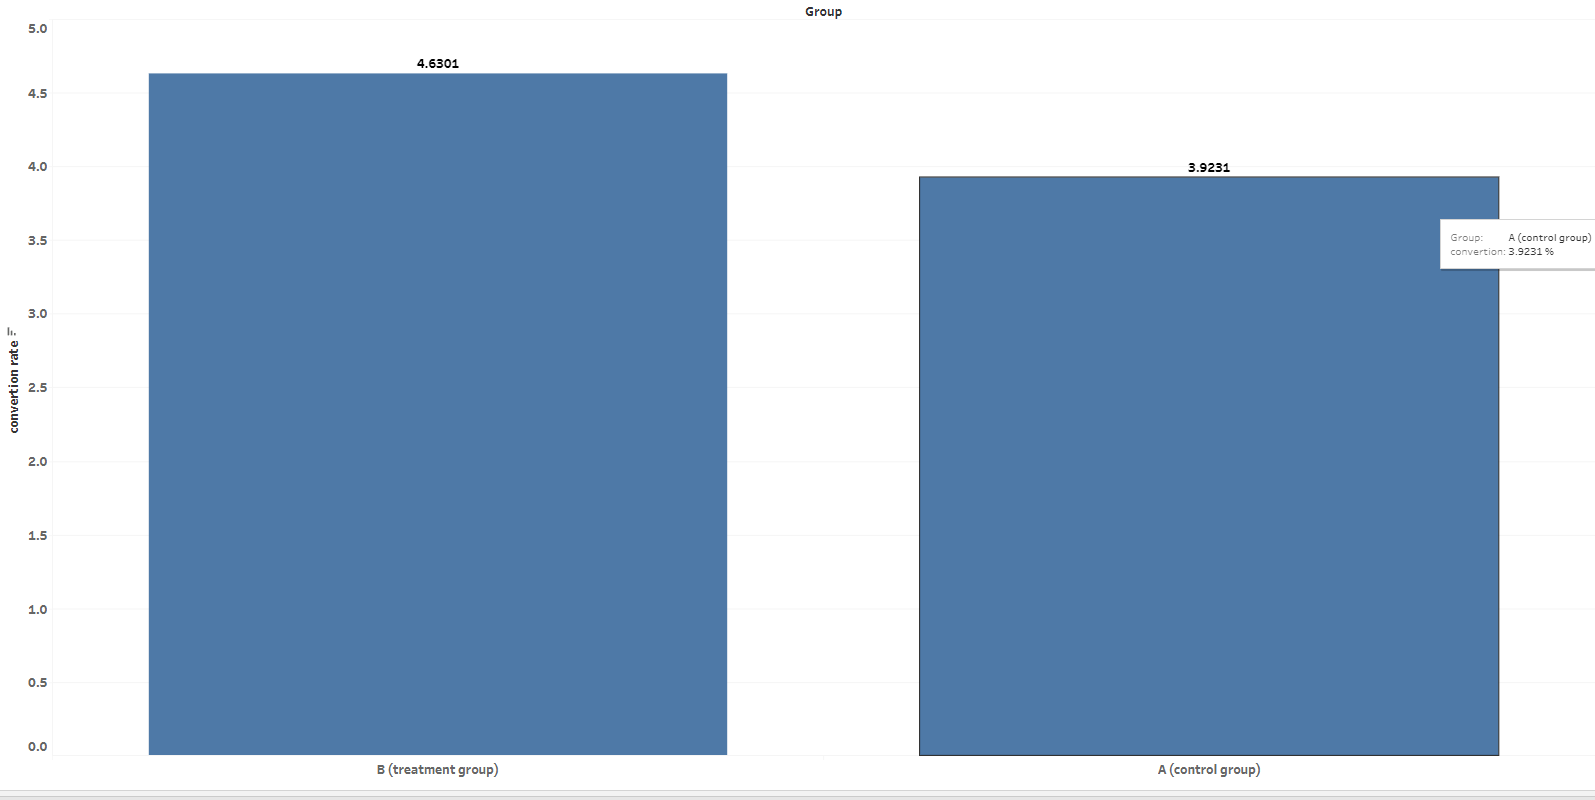 Group
5.0
4.5
4.0
3.5
3.0
2.5
2.0
1.5
1.0
0.5
0.0
convertion rate
4.6301
3.9231
Group: A (control group)
convertion: 3.9231 %
B (treatment group)
A (control group)